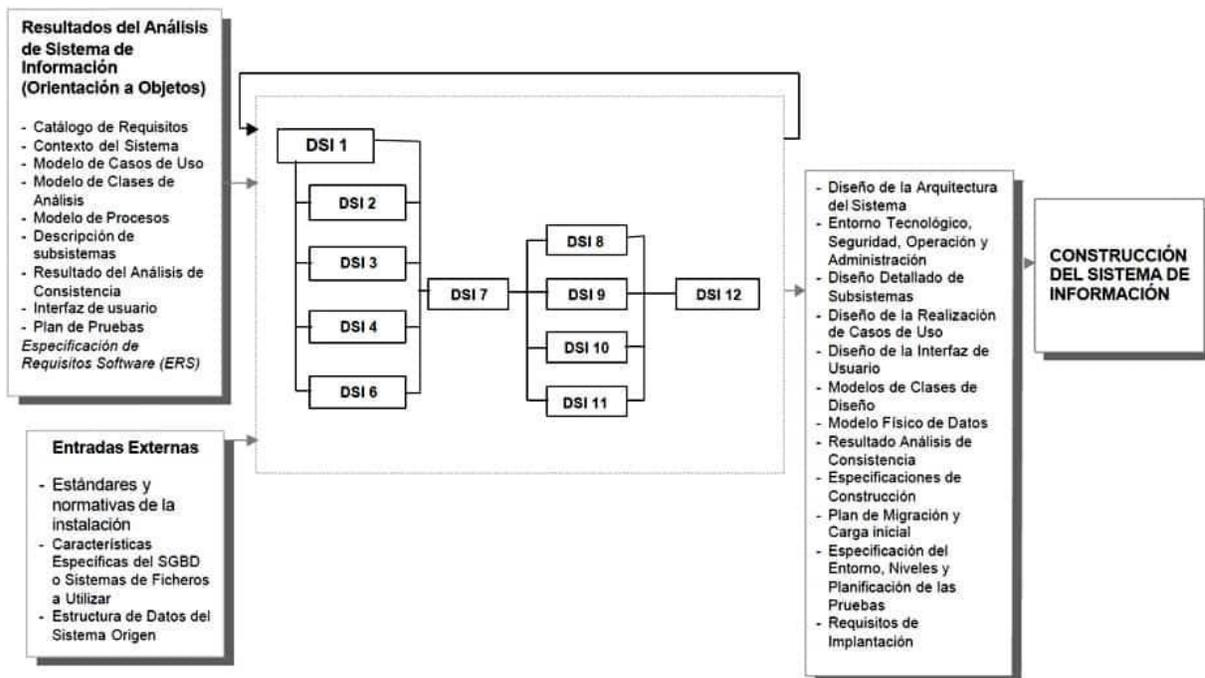 Resultados del Análisis
de Sistema de
Información
(Orientación a Objetos)
- Catálogo de Requisitos
- Contexto del Sistema
- Modelo de Casos de Uso
- Modelo de Clases de
Análisis
- Modelo de Procesos
- Descripción de
subsistemas
- Resultado del Análisis de
Consistencia
- Interfaz de usuario
- Plan de Pruebas
Especificación de
Requisitos Software (ERS)
Entradas Externas
- Estándares y
normativas de la
instalación
- Características
Específicas del SGBD
o Sistemas de Ficheros
a Utilizar
- Estructura de Datos del
Sistema Origen
DSI 1
DSI 2
DSI 3
DSI 4
DSI 6
DSI 7
DSI 8
DSI 9
DSI 10
DSI 11
DSI 12
- Diseño de la Arquitectura
del Sistema
- Entorno Tecnológico,
Seguridad, Operación y
Administración
- Diseño Detallado de
Subsistemas
- Diseño de la Realización
de Casos de Uso
- Diseño de la Interfaz de
Usuario
- Modelos de Clases de
Diseño
- Modelo Físico de Datos
- Resultado Análisis de
Consistencia
- Especificaciones de
Construcción
- Plan de Migración y
Carga inicial
- Especificación del
Entorno, Niveles y
Planificación de las
Pruebas
- Requisitos de
Implantación
CONSTRUCCIÓN
DEL SISTEMA DE
INFORMACIÓN